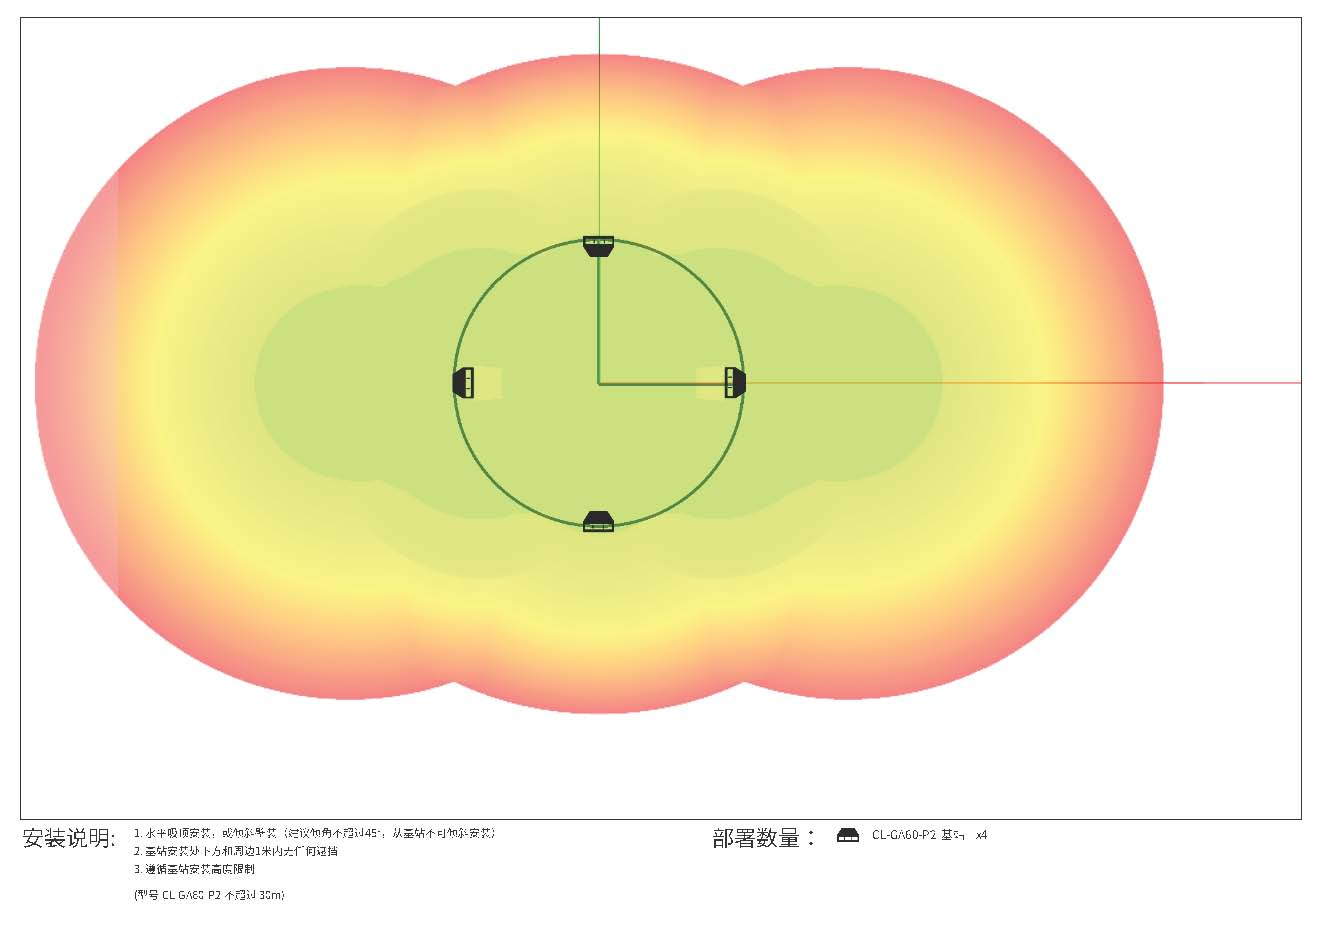 安装说明:
1. 水平吸顶安装，或倾斜壁装（建议倾角不超过45°，从基站不可倾斜安装）
2. 基站安装处下方和周边1米内无任何遮挡
3. 遵循基站安装高度限制
(型号 CL-GA60-P2 不超过 30m)
部署数量：
CL-GA60-P2 基站 x4